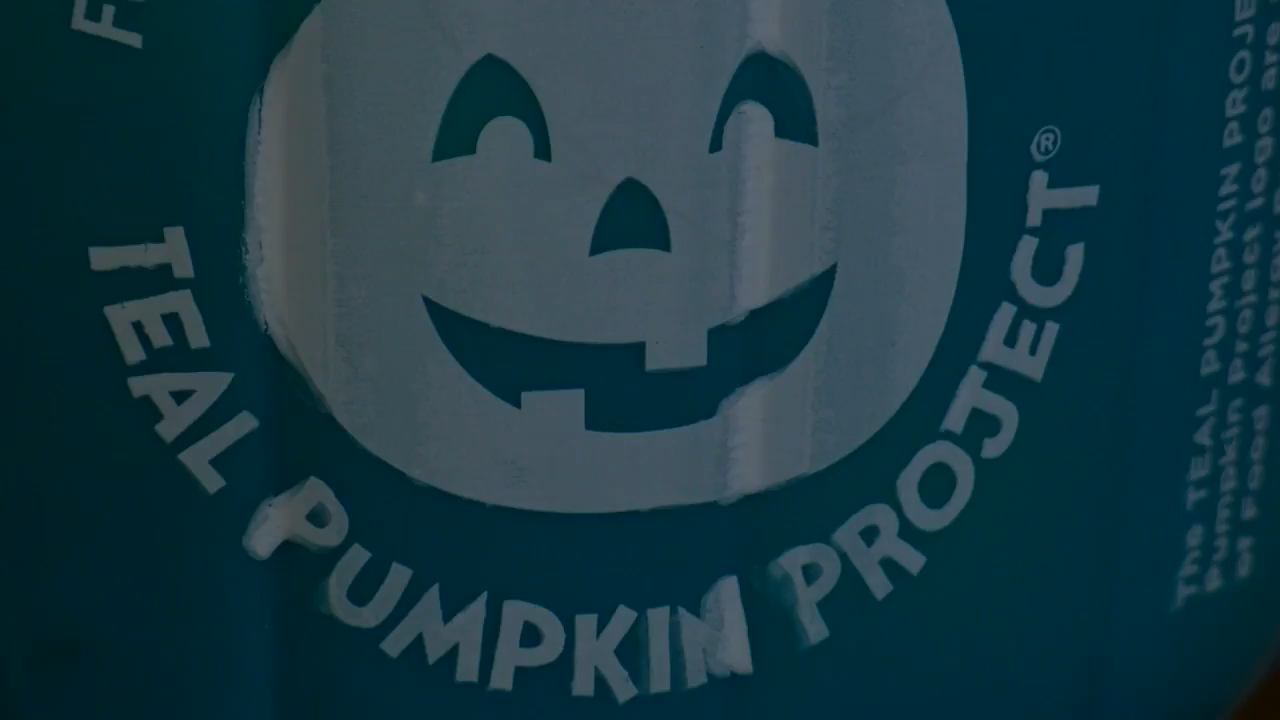 TEAL PUMPKIN PROJECT®
The TEAL PUMPKIN PROJE
Pumpkin Project logo are
of Food Allergy